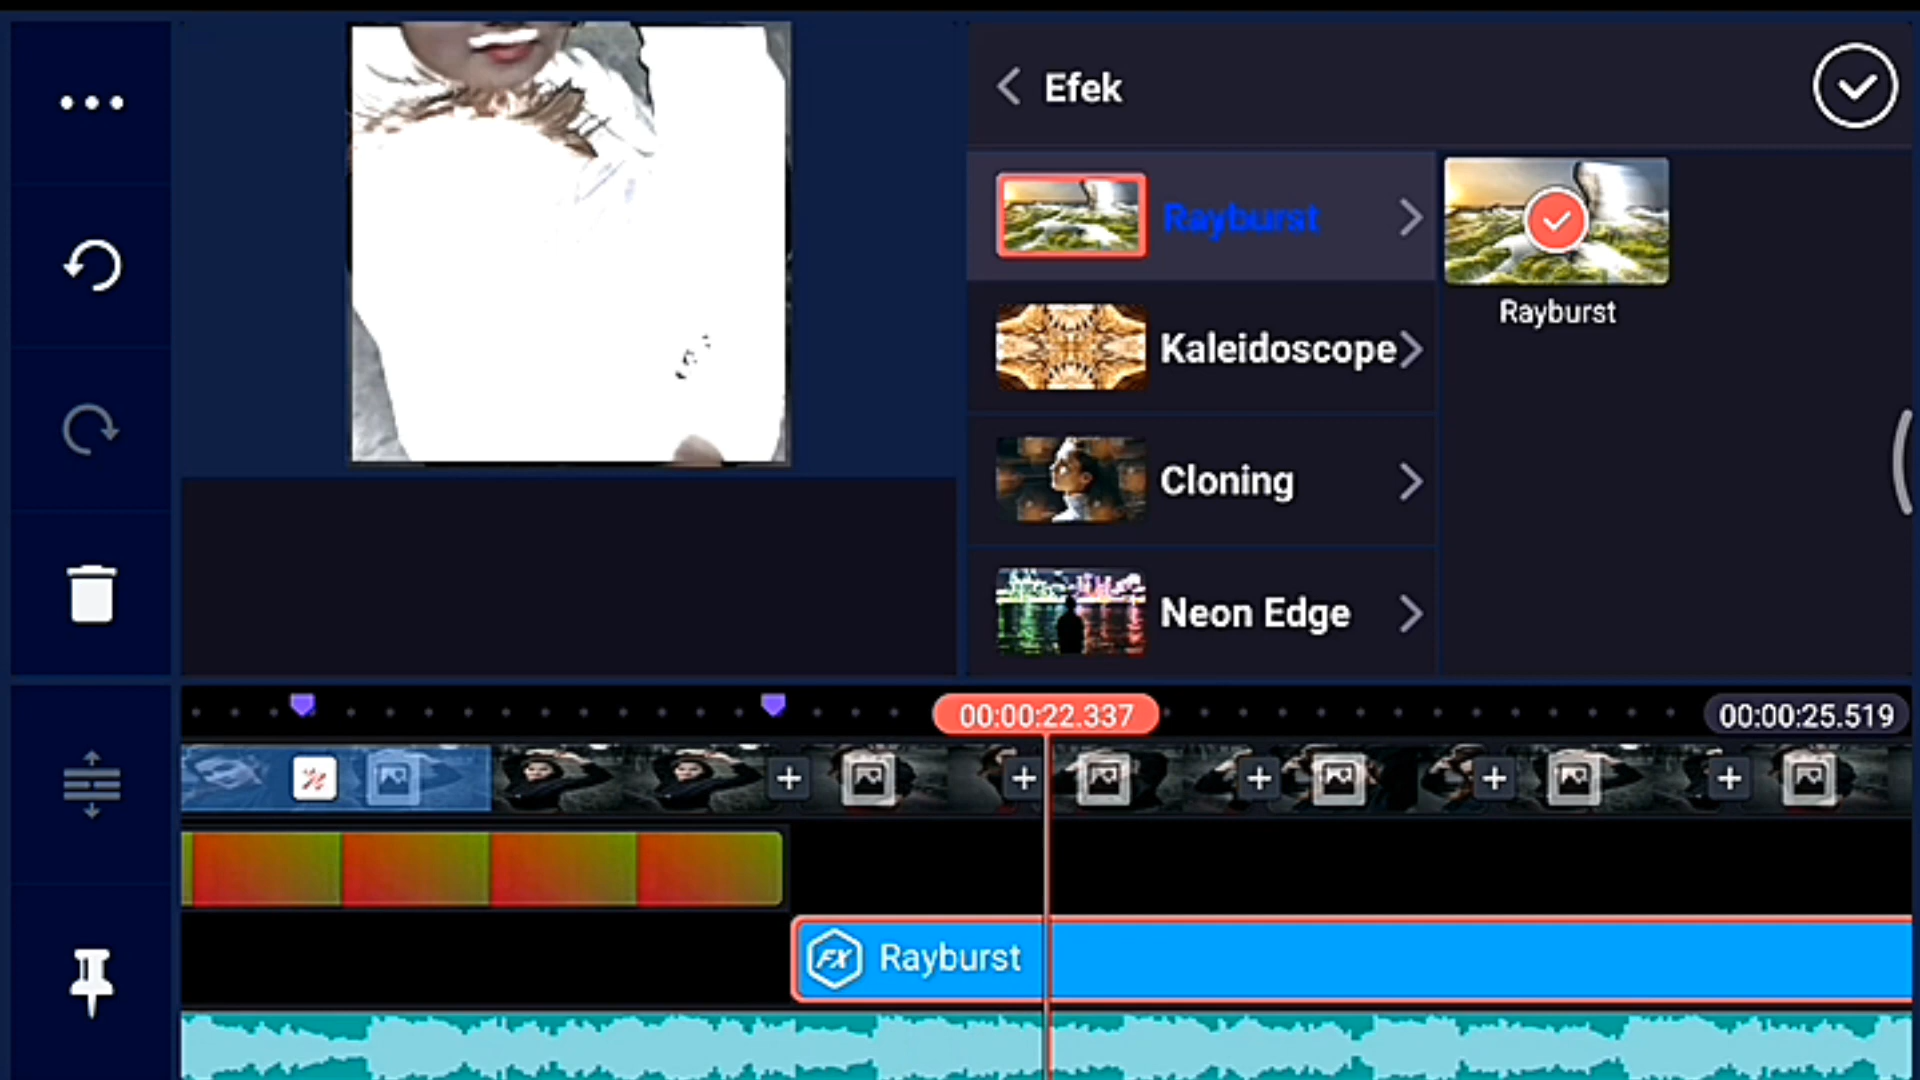 Efek
Rayburst
Rayburst
Kaleidoscope
Cloning
Neon Edge
00:00:22.337
00:00:25.519
FX Rayburst